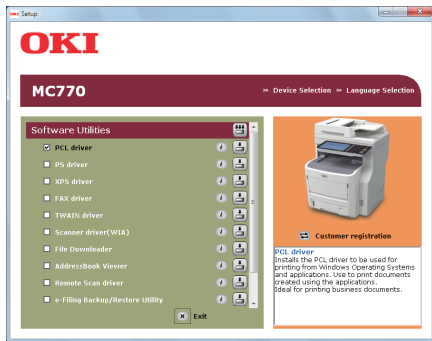 OKI Setup
OKI
MC770
» Device Selection » Language Selection
Software Utilities
PCL driver
PS driver
XPS driver
FAX driver
TWAIN driver
Scanner driver(WIA)
File Downloader
AddressBook Viewer
Remote Scan driver
e-Filing Backup/Restore Utility
Exit
Customer registration
PCL driver
Installs the PCL driver to be used for
printing from Windows Operating Systems
and applications. Use to print documents
created using the applications.
Ideal for printing business documents.